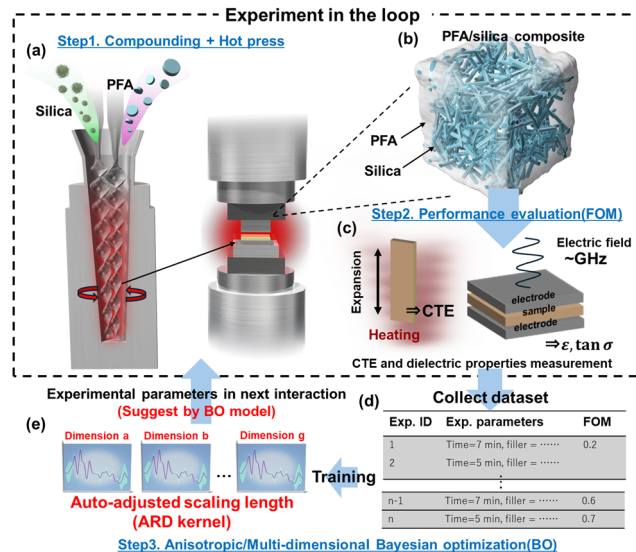 Experiment in the loop
(a)
Step1. Compounding + Hot press
PFA
Silica
(b)
PFA/silica composite
PFA
Silica
Step2. Performance evaluation(FOM)
(c)
Expansion
⇒CTE
Heating
Electric field
~GHz
electrode
sample
electrode
⇒ε, tan σ
CTE and dielectric properties measurement
Experimental parameters in next interaction
(Suggest by BO model)
(e)
Dimension a
Dimension b
...
Dimension g
Auto-adjusted scaling length
(ARD kernel)
Training
(d)
Collect dataset
Exp. ID Exp. parameters FOM
1 Time=7 min, filler = ⋯⋯ 0.2
2 Time=5 min, filler = ⋯⋯
⋮
n-1 Time=7 min, filler = ⋯⋯ 0.6
n Time=5 min, filler = ⋯⋯ 0.7
Step3. Anisotropic/Multi-dimensional Bayesian optimization(BO)